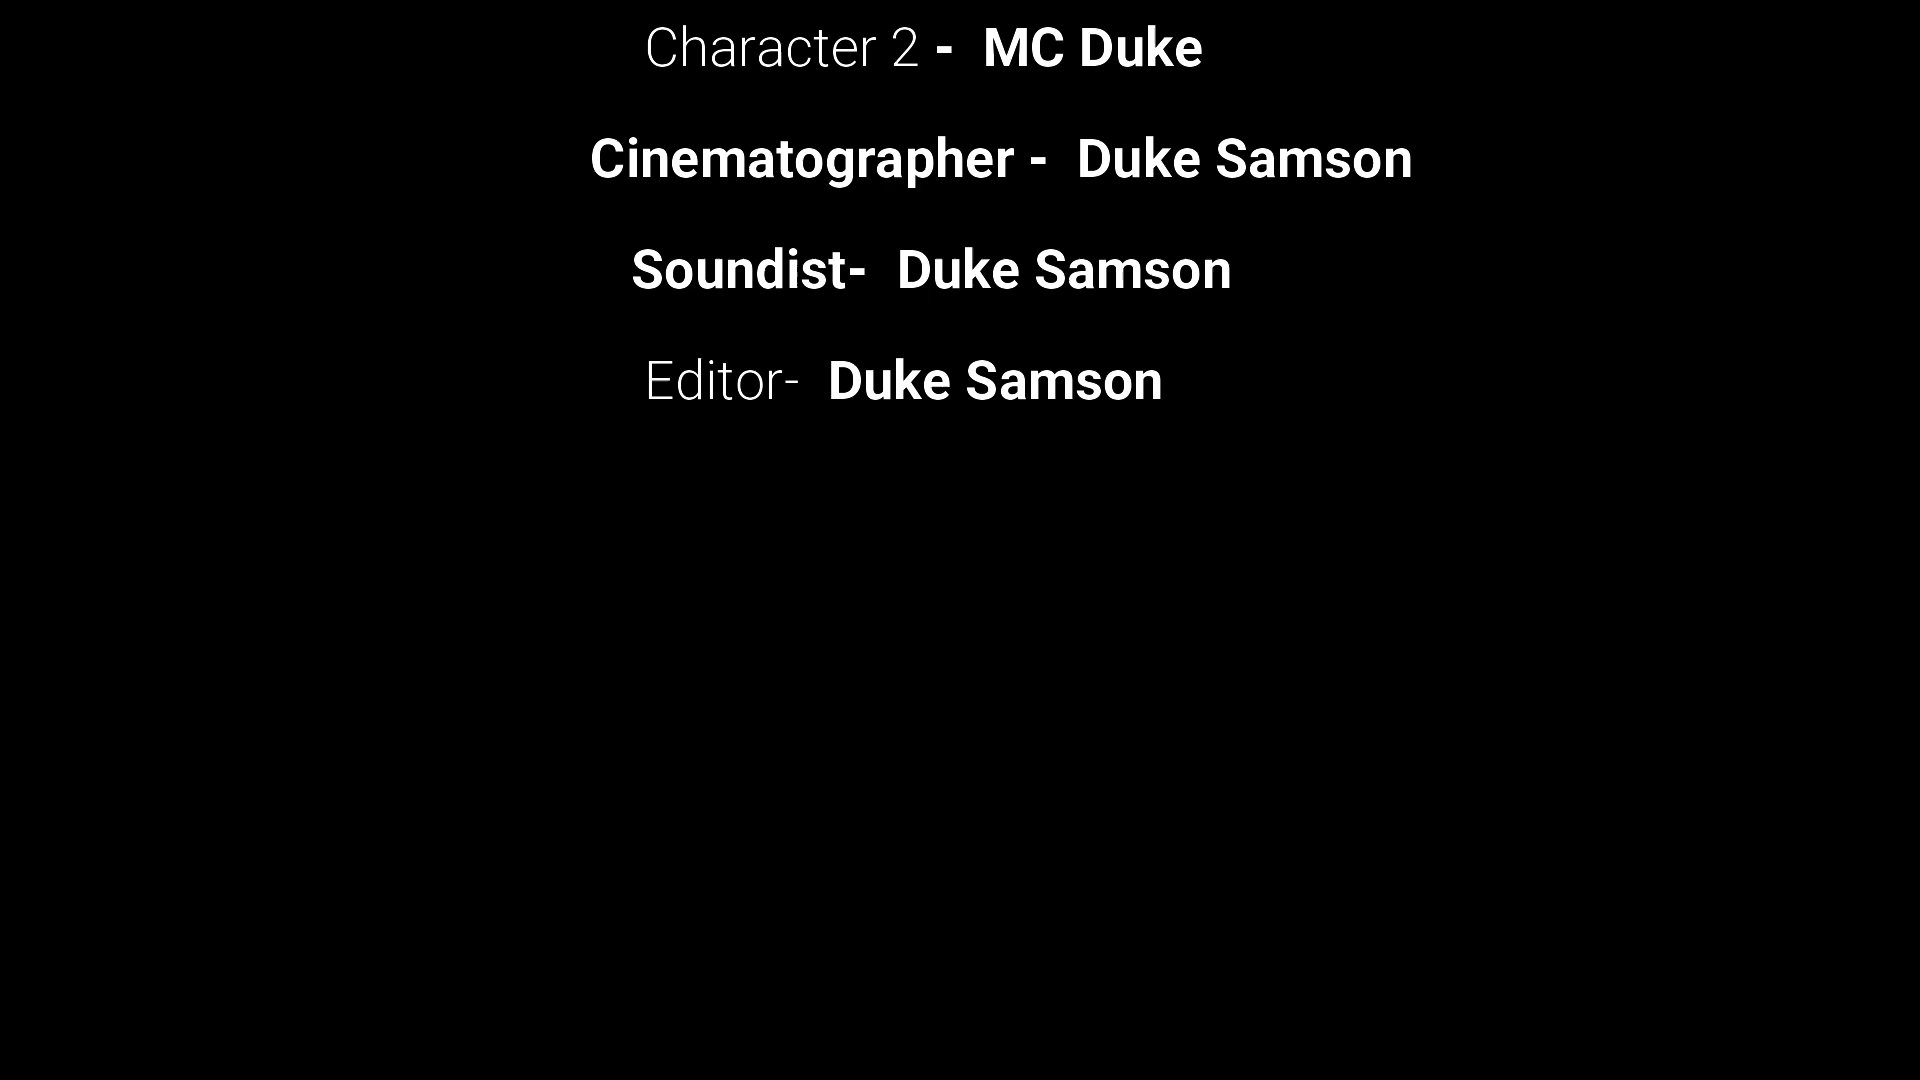 Character 2 - MC Duke
Cinematographer - Duke Samson
Soundist- Duke Samson
Editor- Duke Samson